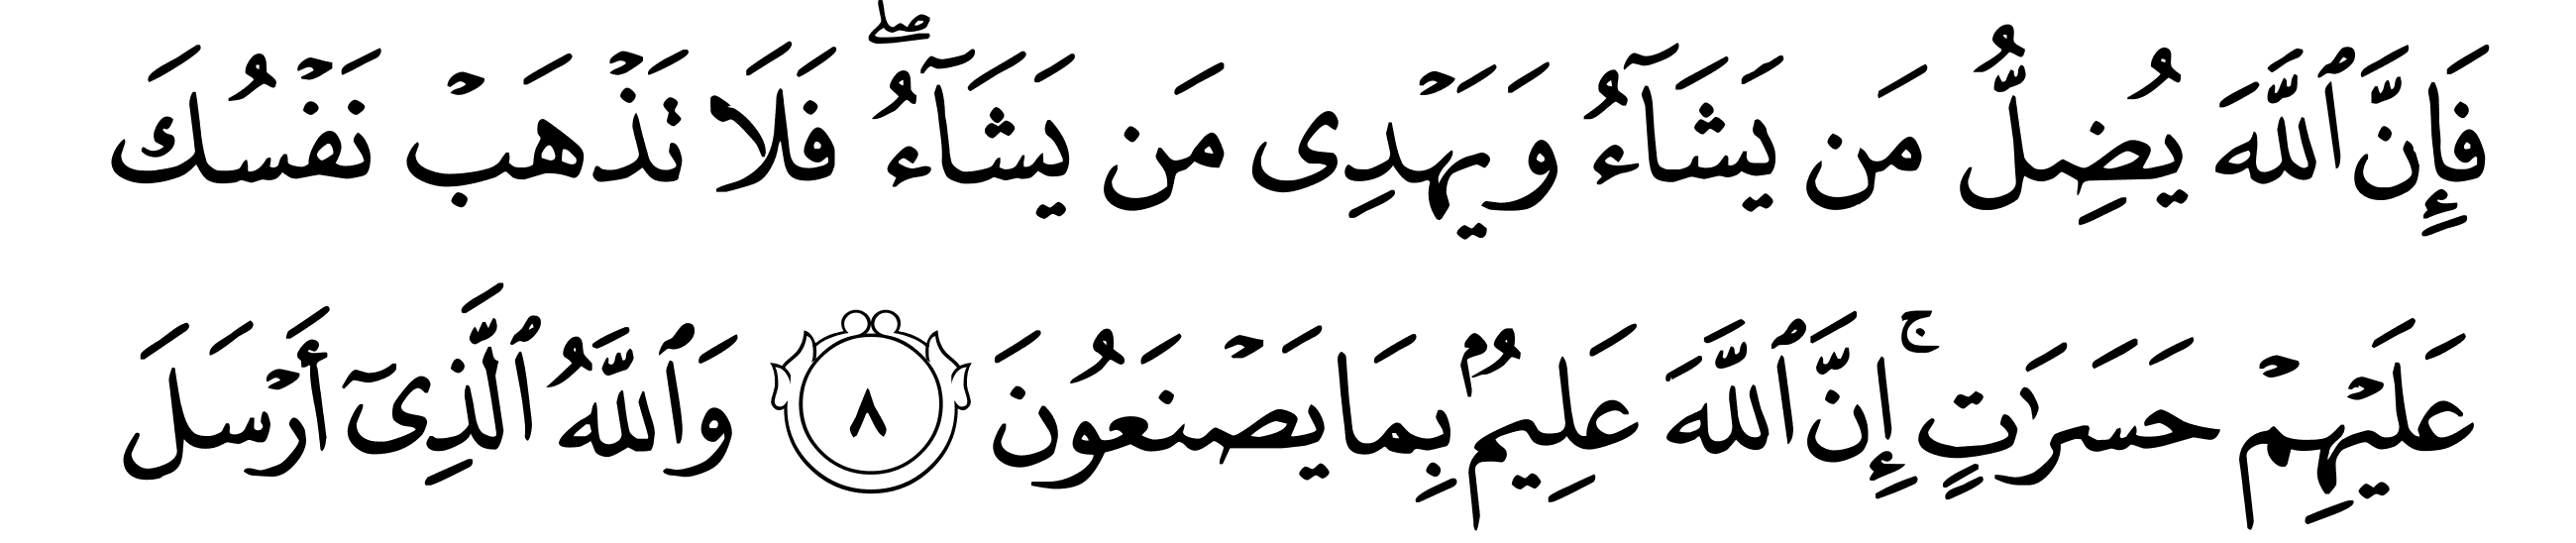 فَإِنَّ ٱللَّهَ يُضِلُّ مَن يَشَآءُ وَيَهۡدِى مَن يَشَآءُۖ فَلَا تَذۡهَبۡ نَفۡسُكَ
عَلَيۡهِمۡ حَسَرَٰتٍۚ إِنَّ ٱللَّهَ عَلِيمُۢ بِمَا يَصۡنَعُونَ ٨ وَٱللَّهُ ٱلَّذِىٓ أَرۡسَلَ